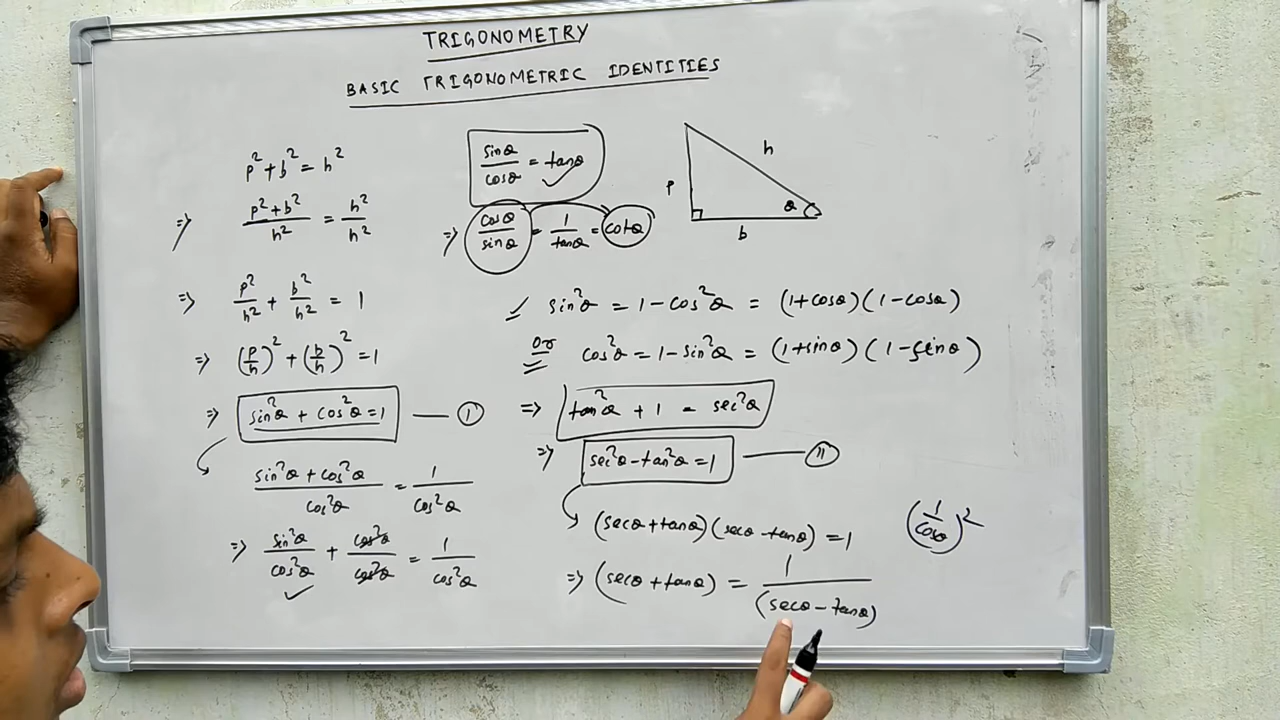 TRIGONOMETRY
BASIC TRIGONOMETRIC IDENTITIES
p² + b² = h²
=> (p² + b²)/h² = h²/h²
=> p²/h² + b²/h² = 1
=> (p/h)² + (b/h)² = 1
=> sin²θ + cos²θ = 1 —— I
(sin²θ + cos²θ)/cos²θ = 1/cos²θ
=> sin²θ/cos²θ + cos²θ/cos²θ = 1/cos²θ
sinθ/cosθ = tanθ
=> cosθ/sinθ = 1/tanθ = cotθ
p
h
θ
b
sin²θ = 1 - cos²θ = (1+cosθ)(1-cosθ)
or
cos²θ = 1 - sin²θ = (1+sinθ)(1-sinθ)
=> tan²θ + 1 = sec²θ
=> sec²θ - tan²θ = 1 —— II
(secθ + tanθ)(secθ - tanθ) = 1
=> (secθ + tanθ) = 1/(secθ - tanθ)
(1/cosθ)²